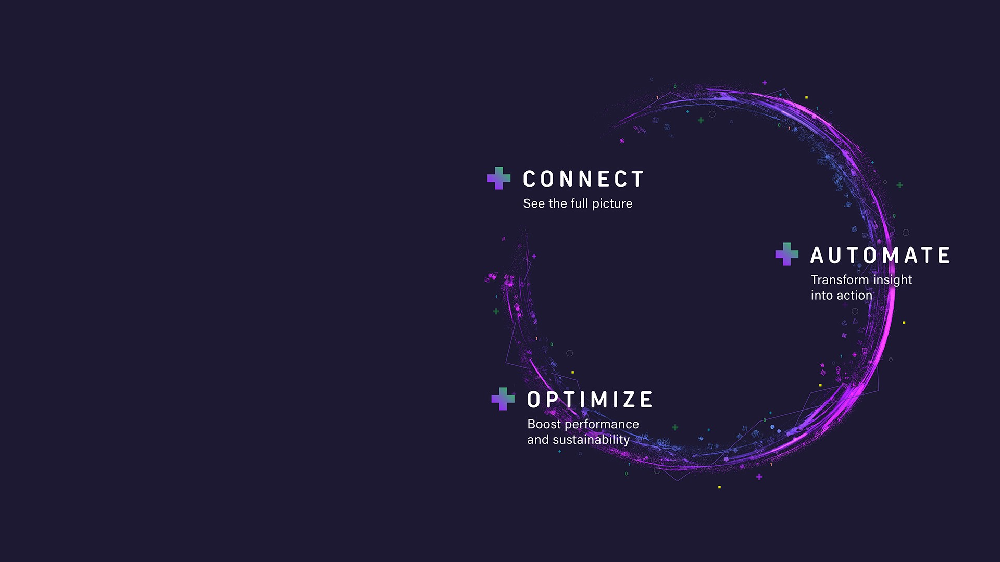 CONNECT
See the full picture
AUTOMATE
Transform insight
into action
OPTIMIZE
Boost performance
and sustainability